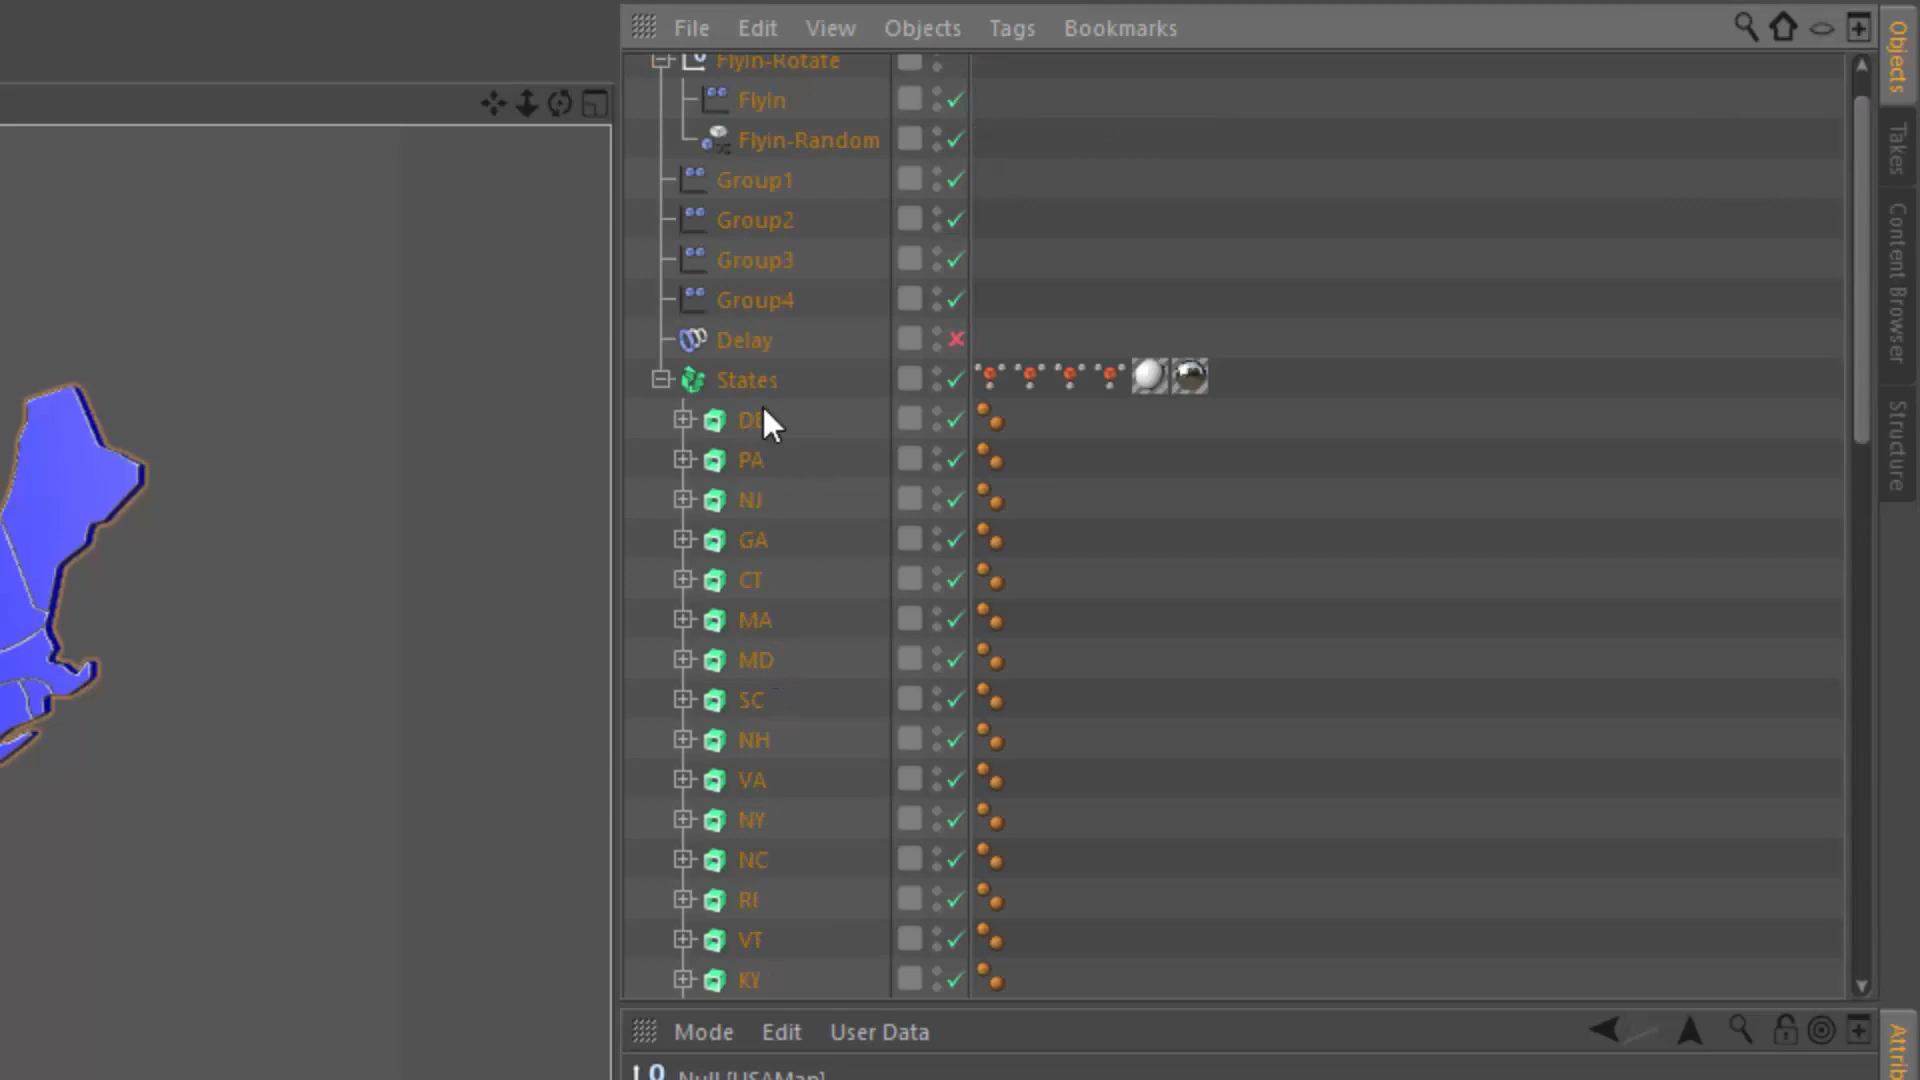 File Edit View Objects Tags Bookmarks
Flyin-Rotate
FlyIn
Flyin-Random
Group1
Group2
Group3
Group4
Delay
States
PA
NJ
GA
CT
MA
MD
SC
NH
VA
NY
NC
RI
VT
KY
Mode Edit User Data
Null [USAMap]
Objects
Takes
Content Browser
Structure